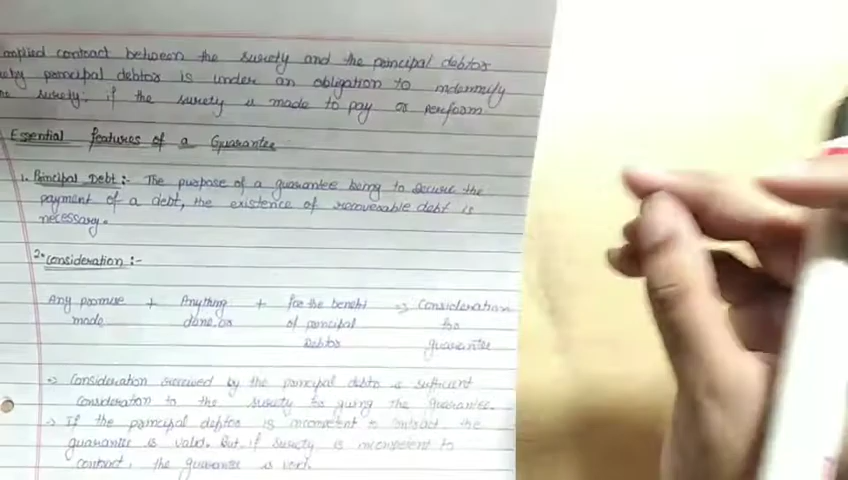 implied contract between the surety and the principal debtor
principal debtor is under an obligation to indemnify
surety. if the surety is made to pay or perform
Essential features of a Guarantee
1. Principal Debt :- The purpose of a guarantee being to secure the
payment of a debt, the existence of recoverable debt is
necessary.
2. Consideration :-
Any promise + Anything + for the benefit => Consideration
made done or of principal for
Debtor guarantee
-> Consideration received by the principal debtor is sufficient
consideration to the surety for giving the guarantee.
-> If the principal debtor is incompetent to contract the
guarantee is valid. But if surety is incompetent to
contract, the guarantee is void.